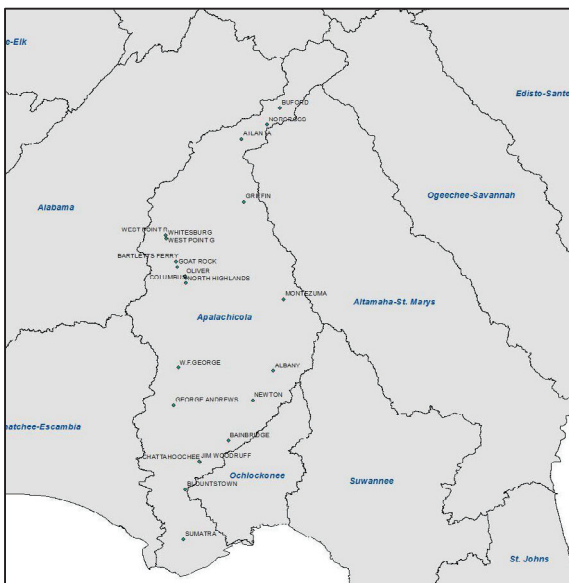 e-Elk
BUFORD
Edisto-Sante
NORCROSS
ATLANTA
Ogeechee-Savannah
GRIFFIN
Alabama
WEST POINT R
WHITESBURG
WEST POINT G
BARTLETTS FERRY
GOAT ROCK
OLIVER
COLUMBUS
NORTH HIGHLANDS
MONTEZUMA
Altamaha-St. Marys
Apalachicola
W.F.GEORGE
ALBANY
GEORGE ANDREWS
NEWTON
hatchee-Escambia
BAINBRIDGE
CHATTAHOOCHEE
JIM WOODRUFF
Ochlockonee
Suwannee
BLOUNTSTOWN
SUMATRA
St. Johns